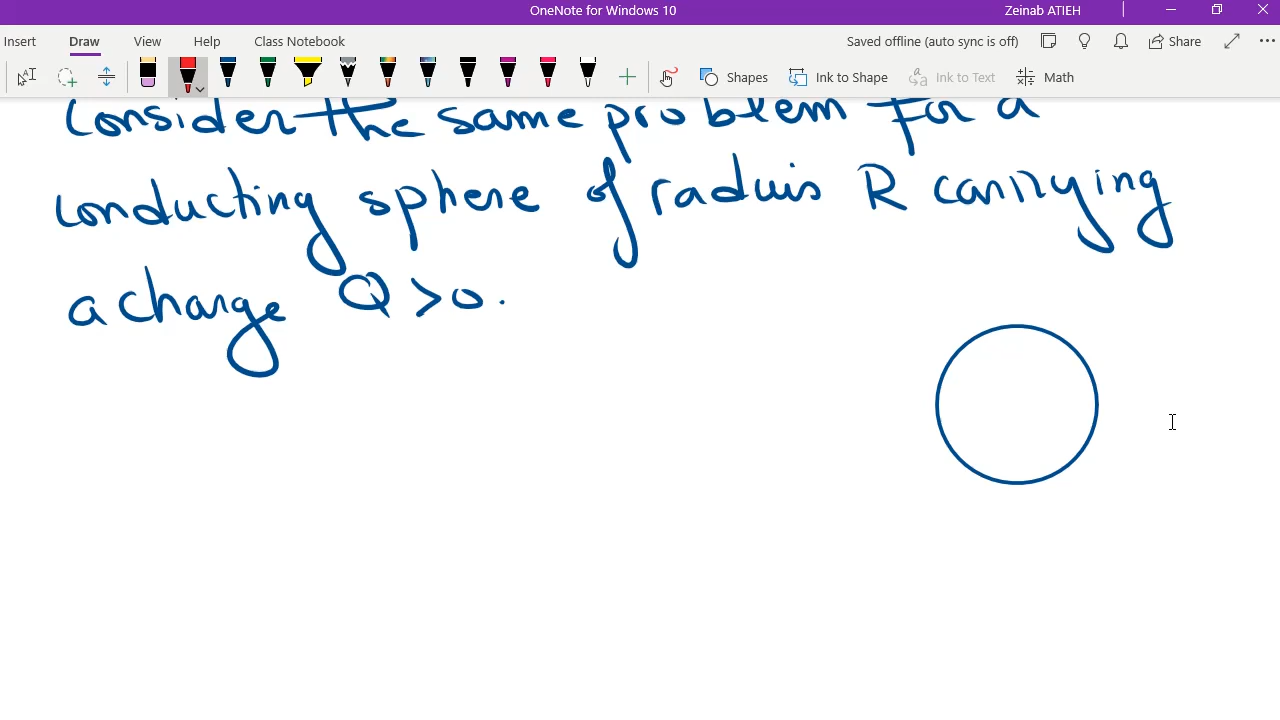 OneNote for Windows 10
Zeinab ATIEH
Insert
Draw
View
Help
Class Notebook
Saved offline (auto sync is off)
Share
Shapes
Ink to Shape
Ink to Text
Math
Consider the same problem for a
conducting sphere of raduis R carrying
a charge Q > 0.